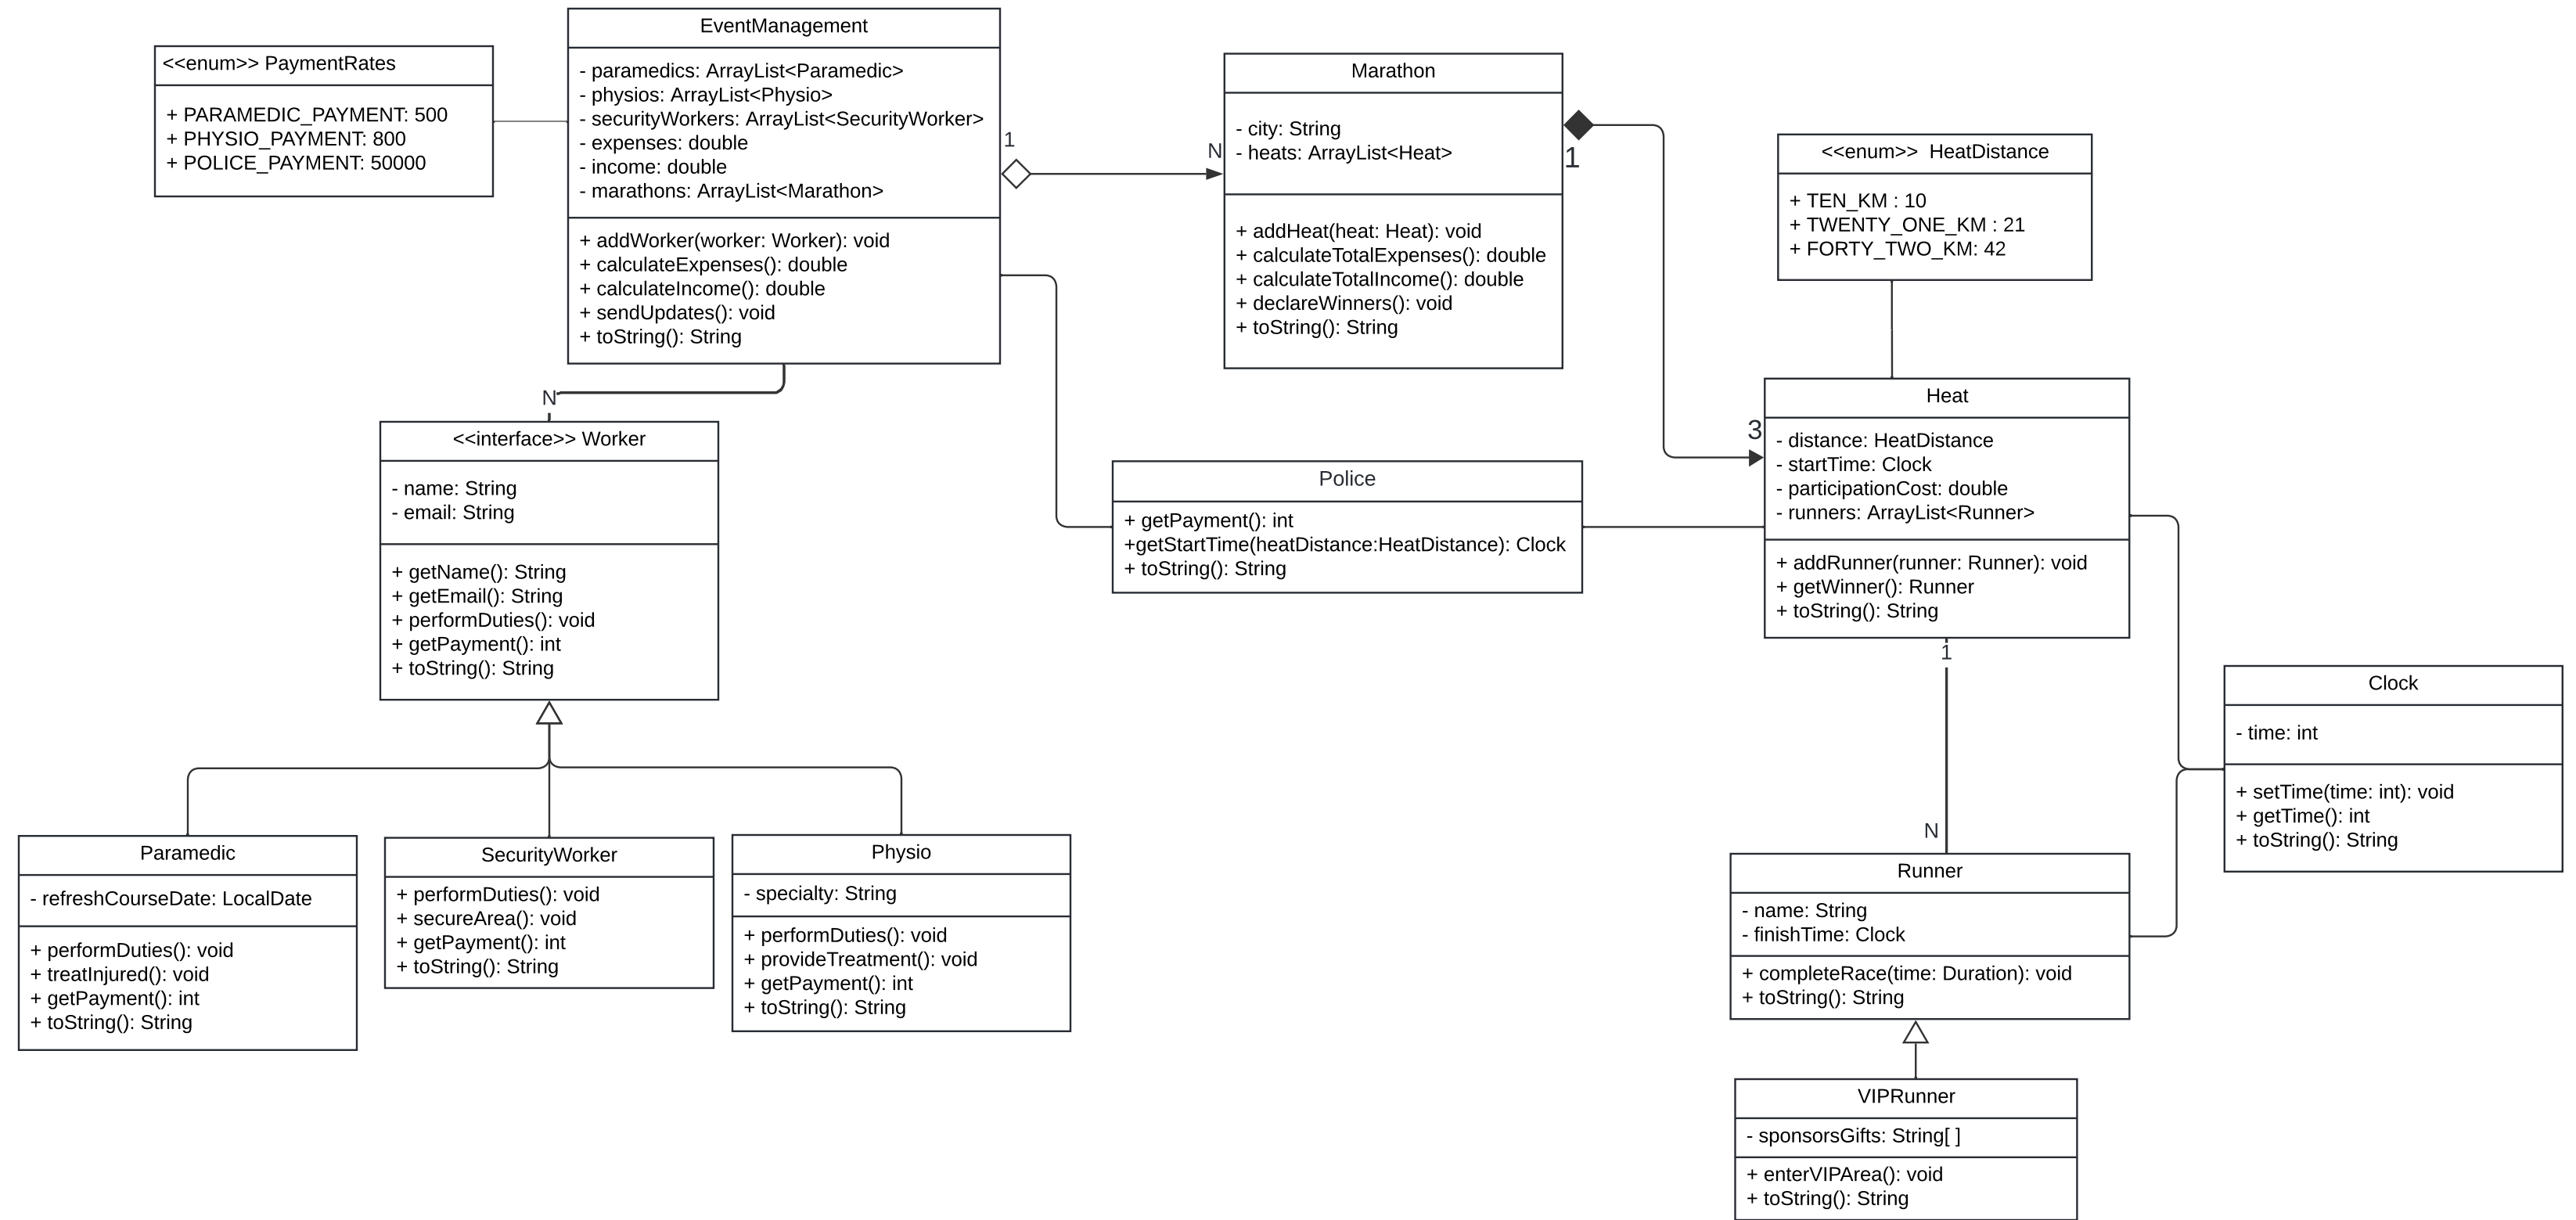 EventManagement
- paramedics: ArrayList<Paramedic>
- physios: ArrayList<Physio>
- securityWorkers: ArrayList<SecurityWorker>
- expenses: double
- income: double
- marathons: ArrayList<Marathon>
+ addWorker(worker: Worker): void
+ calculateExpenses(): double
+ calculateIncome(): double
+ sendUpdates(): void
+ toString(): String
<<enum>> PaymentRates
+ PARAMEDIC_PAYMENT: 500
+ PHYSIO_PAYMENT: 800
+ POLICE_PAYMENT: 50000
1
N
Marathon
- city: String
- heats: ArrayList<Heat>
+ addHeat(heat: Heat): void
+ calculateTotalExpenses(): double
+ calculateTotalIncome(): double
+ declareWinners(): void
+ toString(): String
1
3
<<enum>> HeatDistance
+ TEN_KM : 10
+ TWENTY_ONE_KM : 21
+ FORTY_TWO_KM: 42
Heat
- distance: HeatDistance
- startTime: Clock
- participationCost: double
- runners: ArrayList<Runner>
+ addRunner(runner: Runner): void
+ getWinner(): Runner
+ toString(): String
N
<<interface>> Worker
- name: String
- email: String
+ getName(): String
+ getEmail(): String
+ performDuties(): void
+ getPayment(): int
+ toString(): String
Police
+ getPayment(): int
+getStartTime(heatDistance:HeatDistance): Clock
+ toString(): String
1
N
Clock
- time: int
+ setTime(time: int): void
+ getTime(): int
+ toString(): String
Paramedic
- refreshCourseDate: LocalDate
+ performDuties(): void
+ treatInjured(): void
+ getPayment(): int
+ toString(): String
SecurityWorker
+ performDuties(): void
+ secureArea(): void
+ getPayment(): int
+ toString(): String
Physio
- specialty: String
+ performDuties(): void
+ provideTreatment(): void
+ getPayment(): int
+ toString(): String
Runner
- name: String
- finishTime: Clock
+ completeRace(time: Duration): void
+ toString(): String
VIPRunner
- sponsorsGifts: String[ ]
+ enterVIPArea(): void
+ toString(): String